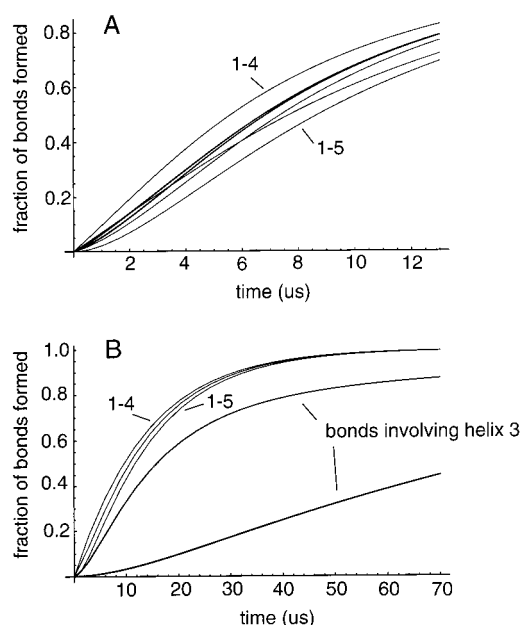 A
fraction of bonds formed
0.8
0.6
0.4
0.2
1-4
1-5
2 4 6 8 10 12
time (us)
B
fraction of bonds formed
1.0
0.8
0.6
0.4
0.2
1-4
1-5
bonds involving helix 3
10 20 30 40 50 60 70
time (us)